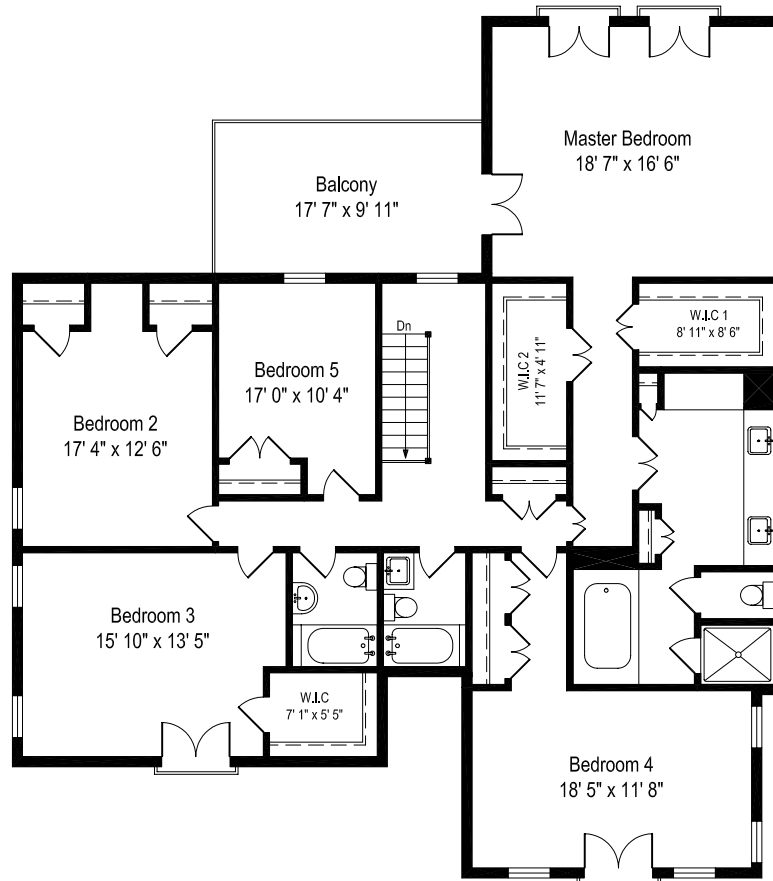 Master Bedroom
18' 7" x 16' 6"
Balcony
17' 7" x 9' 11"
W.I.C 1
8' 11" x 8' 6"
Dn
W.I.C 2
11' 7" x 4' 11"
Bedroom 5
17' 0" x 10' 4"
Bedroom 2
17' 4" x 12' 6"
Bedroom 3
15' 10" x 13' 5"
W.I.C
7' 1" x 5' 5"
Bedroom 4
18' 5" x 11' 8"